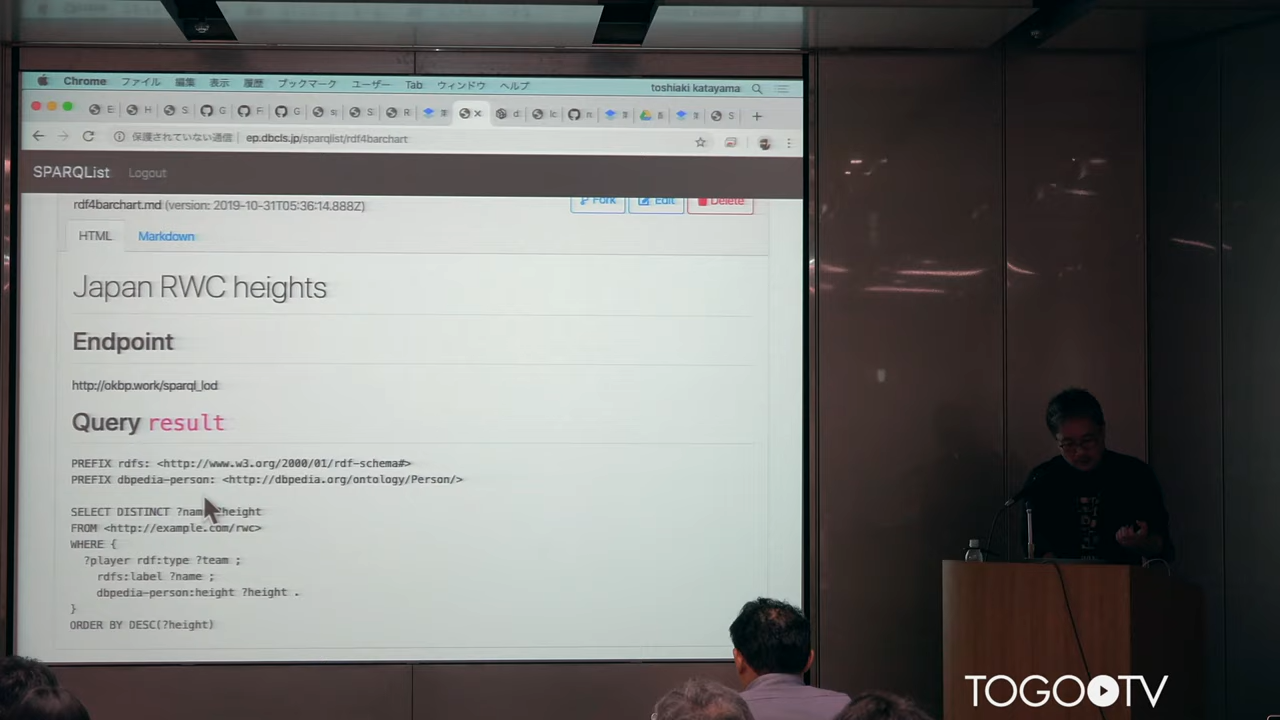 Chrome ファイル 編集 表示 履歴 ブックマーク ユーザー Tab ウィンドウ ヘルプ toshiaki katayama
保護されていない通信 ep.dbcls.jp/sparqlist/rdf4barchart
SPARQList Logout
rdf4barchart.md (version: 2019-10-31T05:36:14.888Z) Fork Edit Delete
HTML Markdown
Japan RWC heights
Endpoint
http://okbp.work/sparql_lod
Query result
PREFIX rdfs: <http://www.w3.org/2000/01/rdf-schema#>
PREFIX dbpedia-person: <http://dbpedia.org/ontology/Person/>
SELECT DISTINCT ?name ?height
FROM <http://example.com/rwc>
WHERE {
?player rdf:type ?team ;
rdfs:label ?name ;
dbpedia-person:height ?height .
}
ORDER BY DESC(?height)
TOGO TV